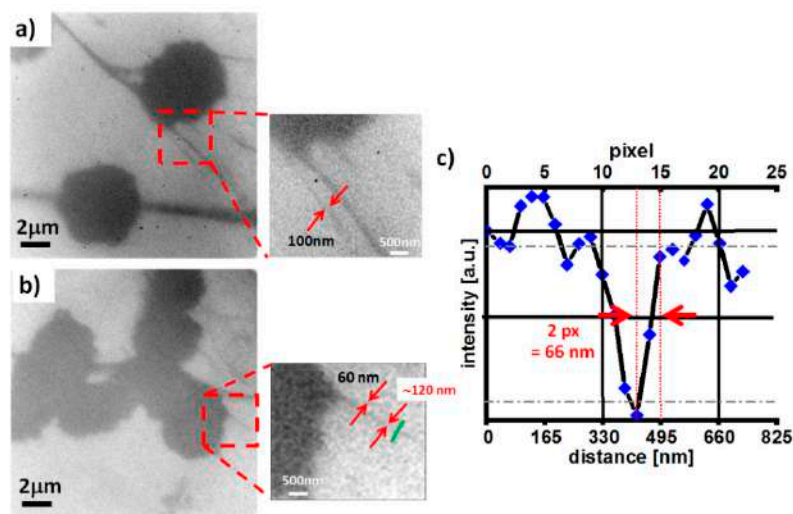 a)
2μm
100nm
500nm
b)
2μm
60 nm
~120 nm
500nm
c)
pixel
0 5 10 15 20 25
intensity [a.u.]
2 px
= 66 nm
0 165 330 495 660 825
distance [nm]